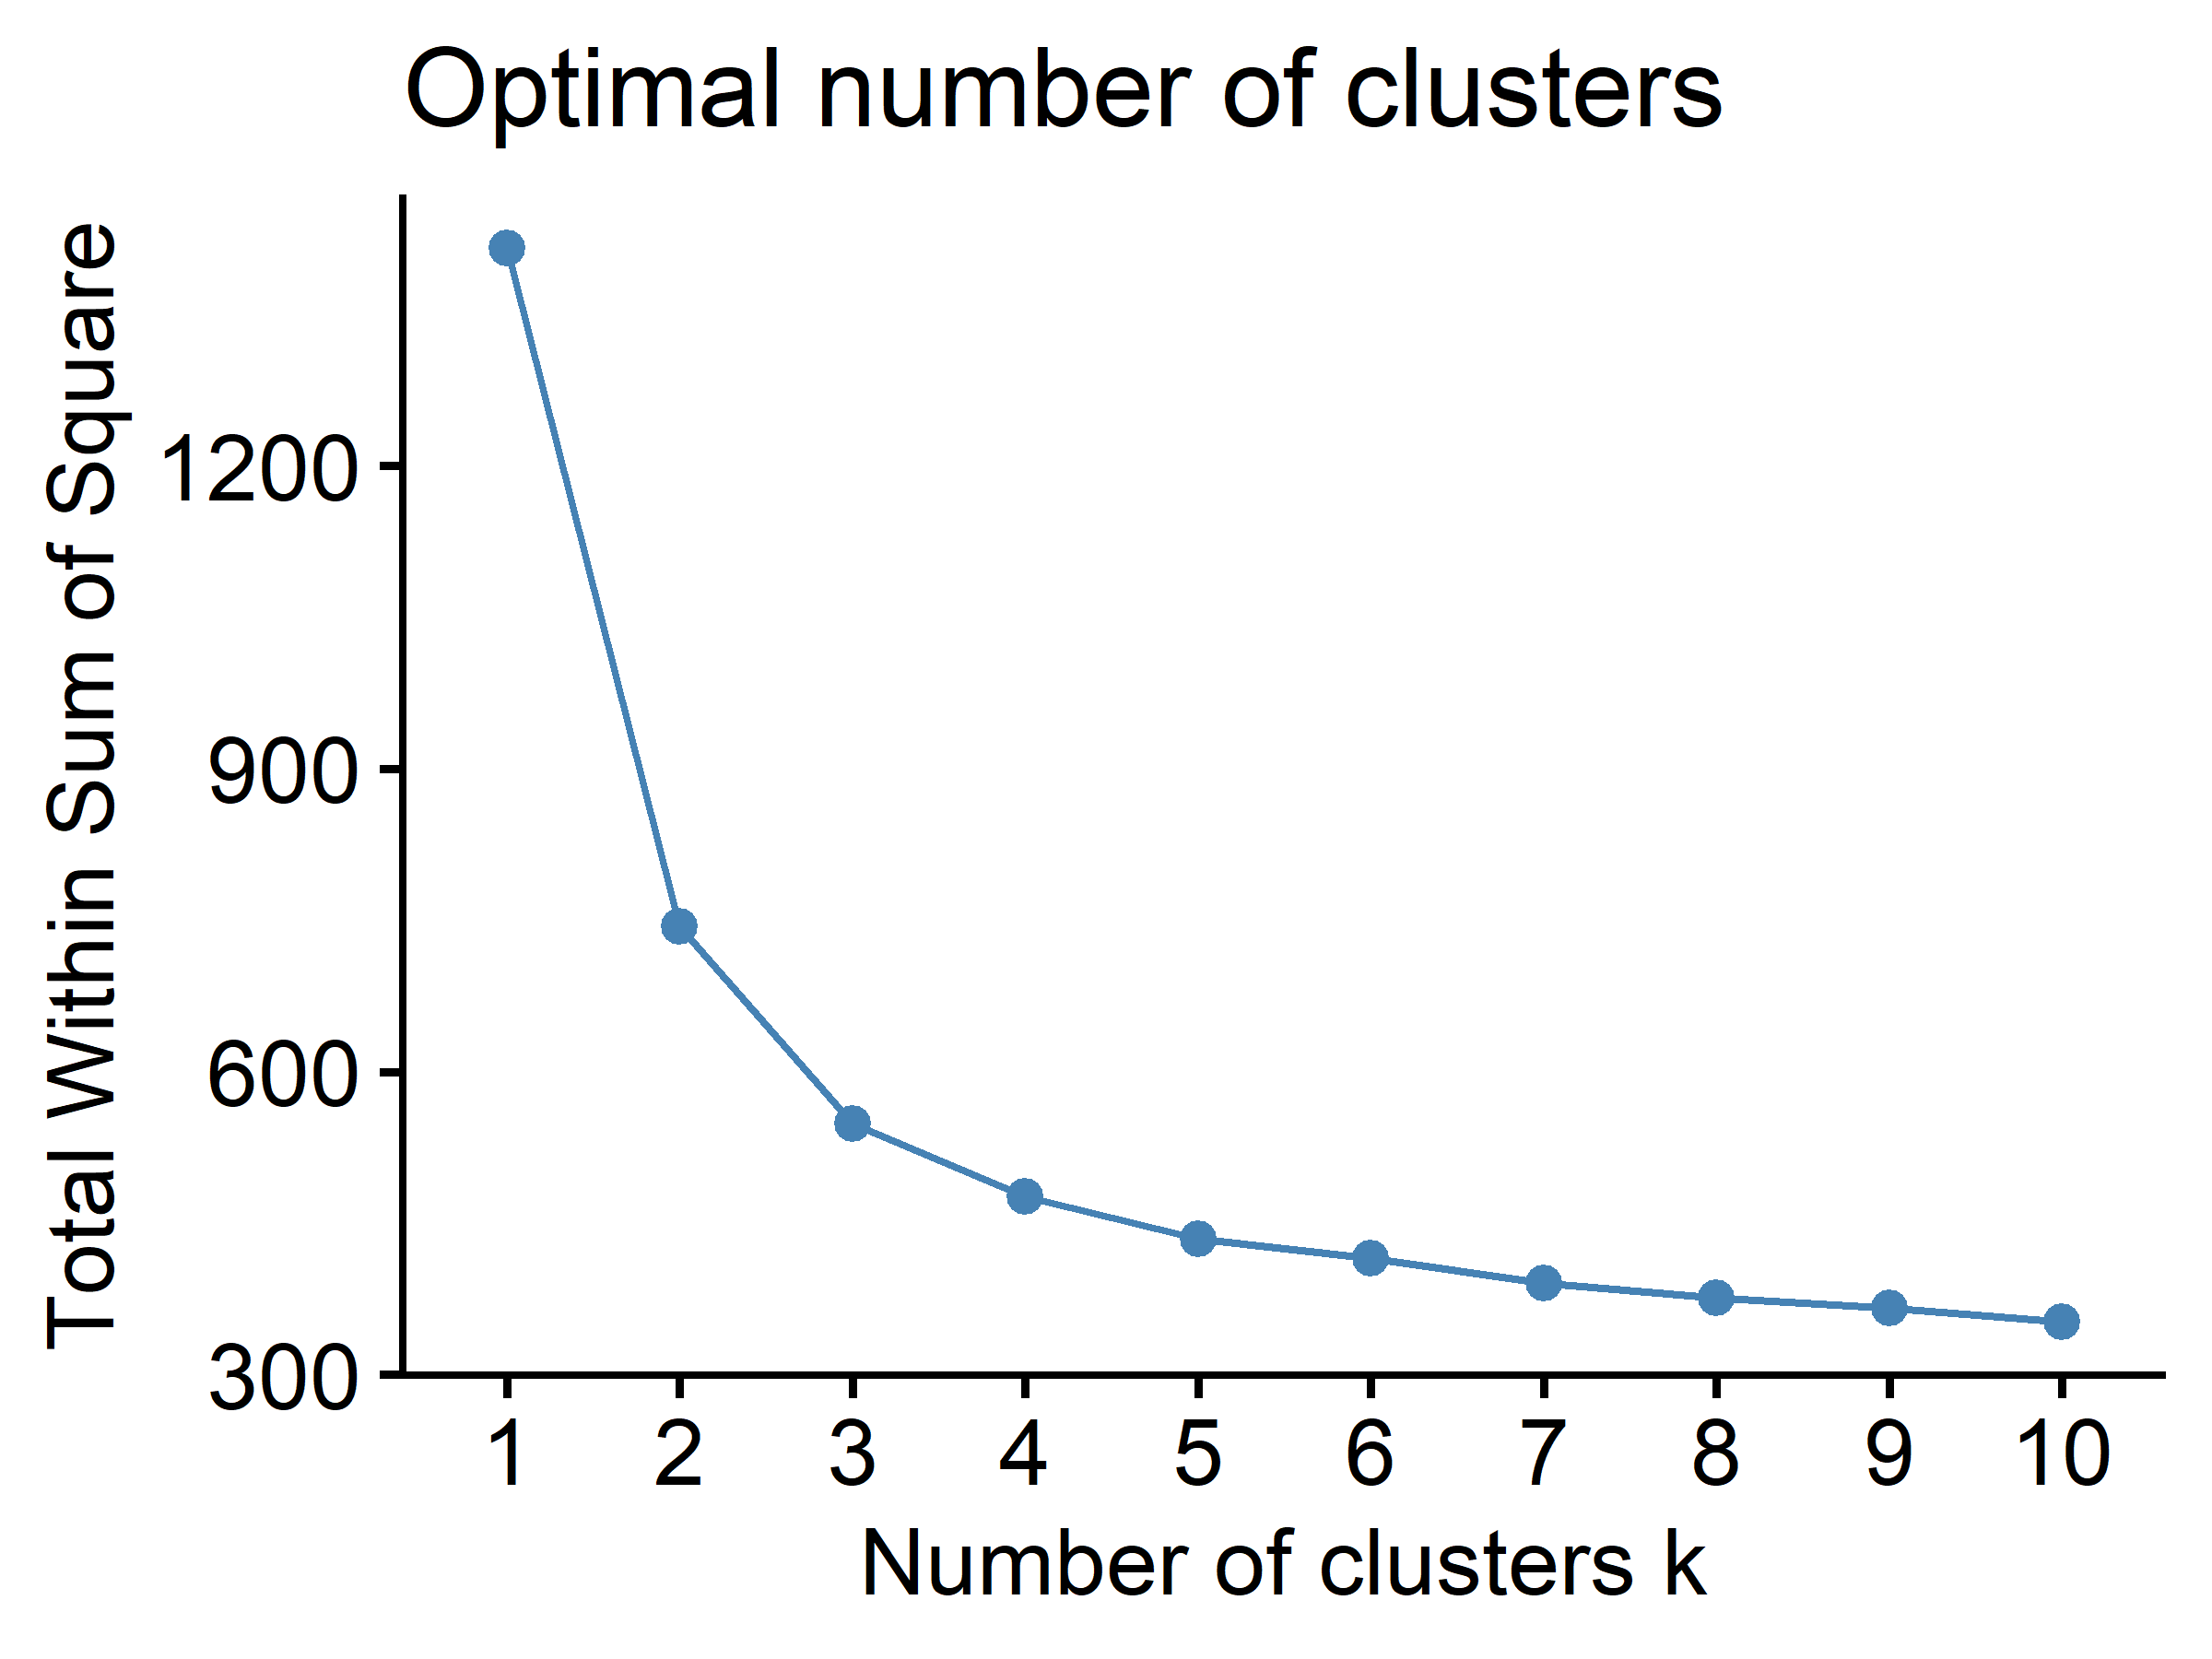 Optimal number of clusters
Total Within Sum of Square
1200
900
600
300
1 2 3 4 5 6 7 8 9 10
Number of clusters k